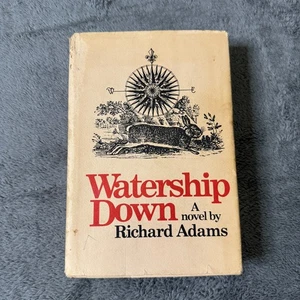 Watership
Down A
novel by
Richard Adams